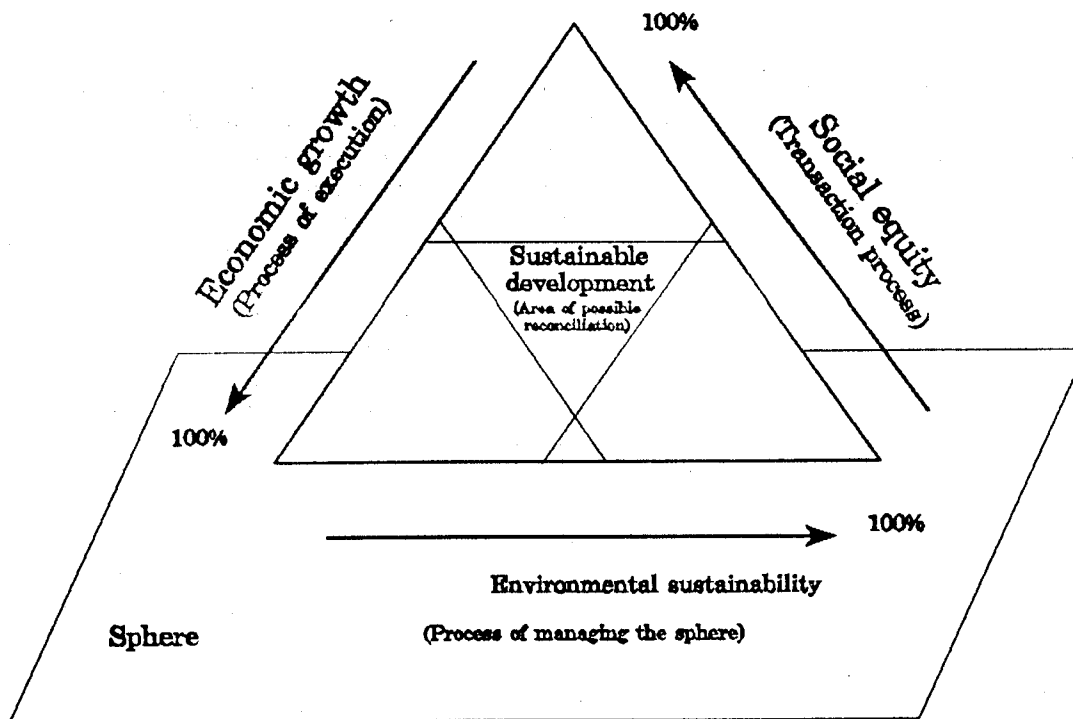 100%
Economic growth
(Process of execution)
Social equity
(Transaction process)
Sustainable
development
(Area of possible
reconciliation)
100%
100%
Environmental sustainability
Sphere
(Process of managing the sphere)